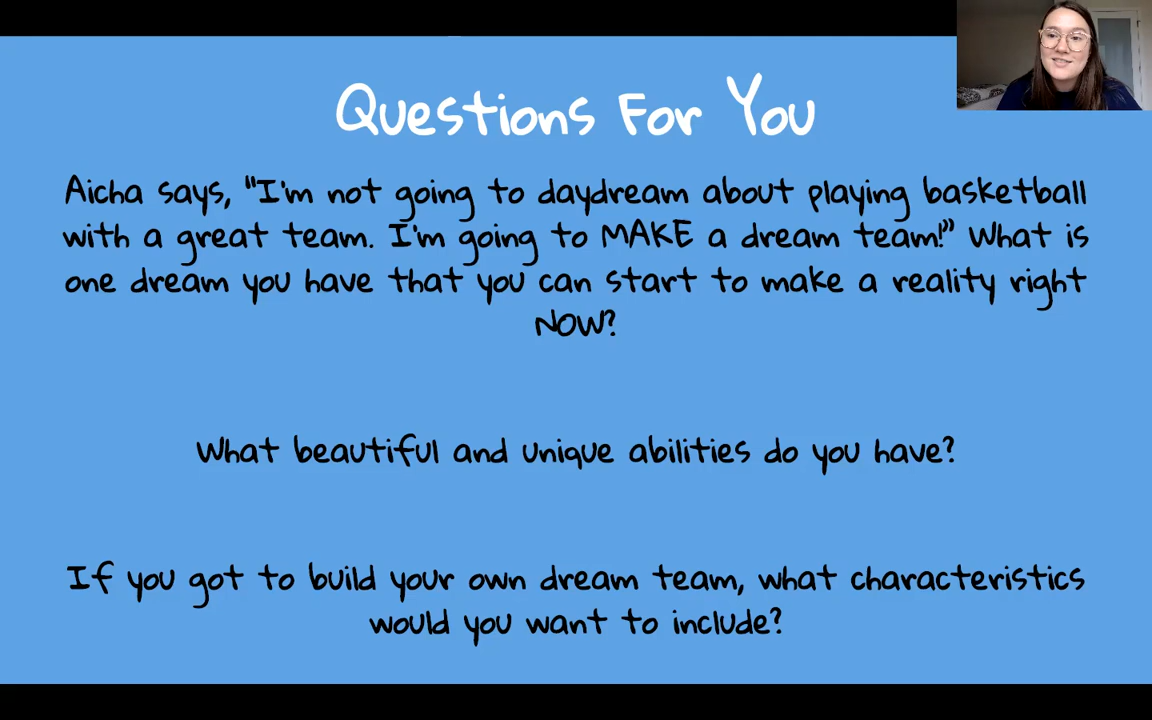 Questions For You
Aicha says, "I'm not going to daydream about playing basketball
with a great team. I'm going to MAKE a dream team!" What is
one dream you have that you can start to make a reality right
NOW?
What beautiful and unique abilities do you have?
If you got to build your own dream team, what characteristics
would you want to include?